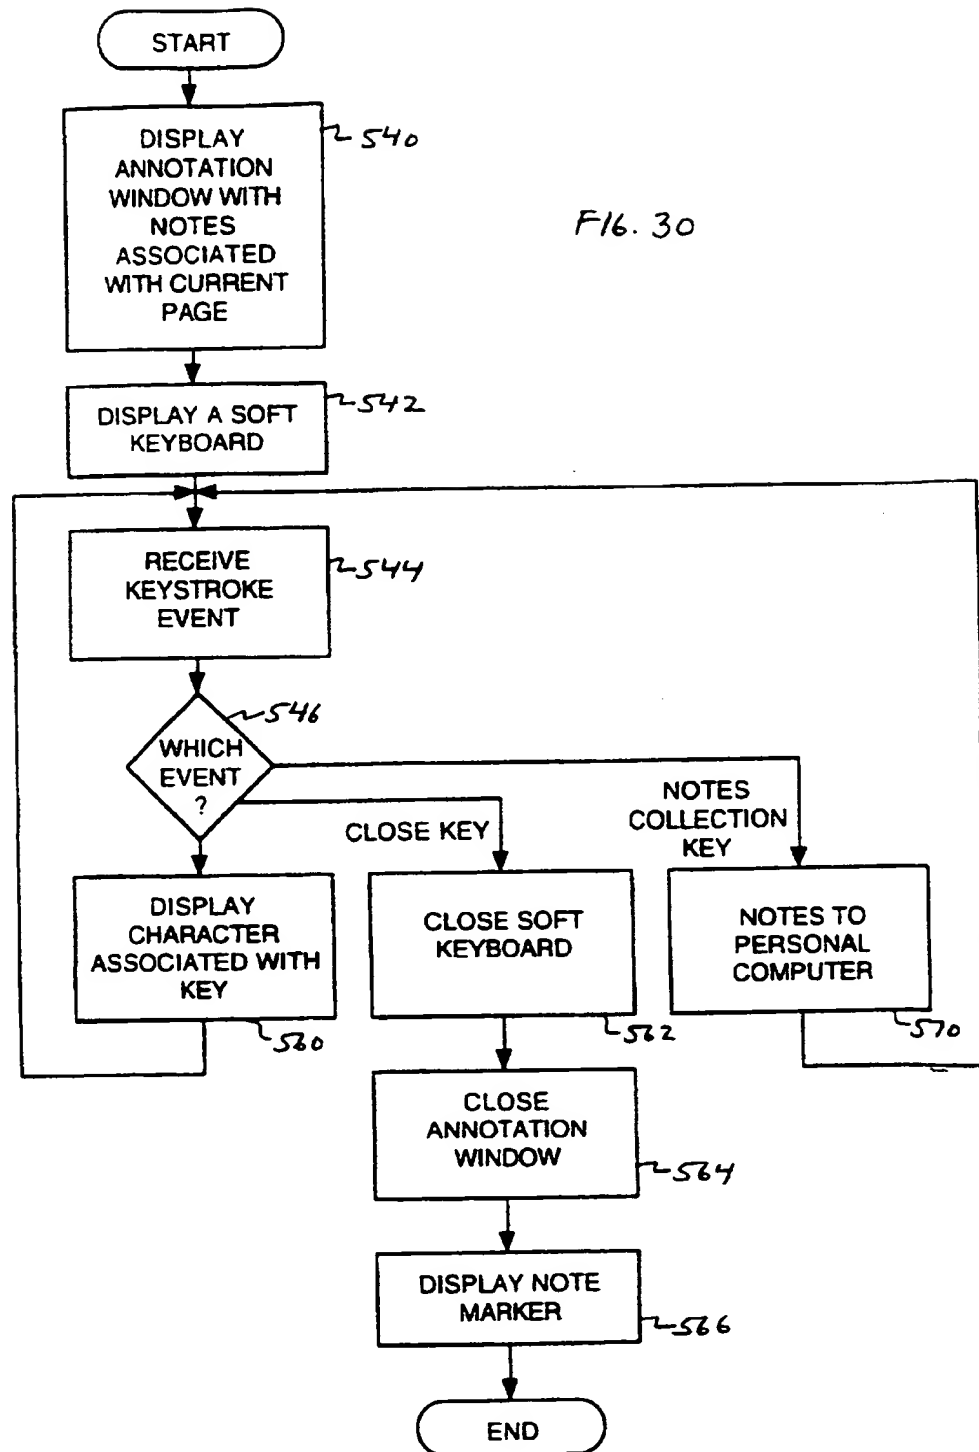 START
DISPLAY
ANNOTATION
WINDOW WITH
NOTES
ASSOCIATED
WITH CURRENT
PAGE
540
FIG. 30
DISPLAY A SOFT
KEYBOARD
542
RECEIVE
KEYSTROKE
EVENT
544
WHICH
EVENT
?
546
CLOSE KEY
NOTES
COLLECTION
KEY
DISPLAY
CHARACTER
ASSOCIATED WITH
KEY
560
CLOSE SOFT
KEYBOARD
562
NOTES TO
PERSONAL
COMPUTER
570
CLOSE
ANNOTATION
WINDOW
564
DISPLAY NOTE
MARKER
566
END